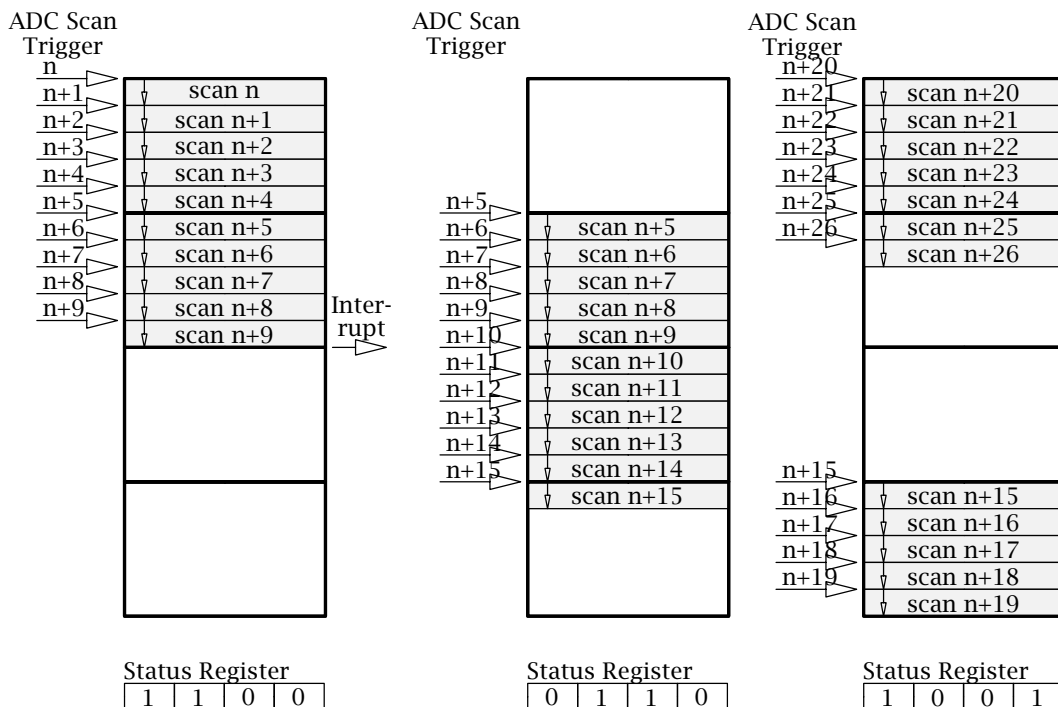 ADC Scan
Trigger
n
n+1
n+2
n+3
n+4
n+5
n+6
n+7
n+8
n+9
scan n
scan n+1
scan n+2
scan n+3
scan n+4
scan n+5
scan n+6
scan n+7
scan n+8
scan n+9
Inter-
rupt
Status Register
1 1 0 0
ADC Scan
Trigger
n+5
n+6
n+7
n+8
n+9
n+10
n+11
n+12
n+13
n+14
n+15
scan n+5
scan n+6
scan n+7
scan n+8
scan n+9
scan n+10
scan n+11
scan n+12
scan n+13
scan n+14
scan n+15
Status Register
0 1 1 0
ADC Scan
Trigger
n+20
n+21
n+22
n+23
n+24
n+25
n+26
scan n+20
scan n+21
scan n+22
scan n+23
scan n+24
scan n+25
scan n+26
n+15
n+16
n+17
n+18
n+19
scan n+15
scan n+16
scan n+17
scan n+18
scan n+19
Status Register
1 0 0 1